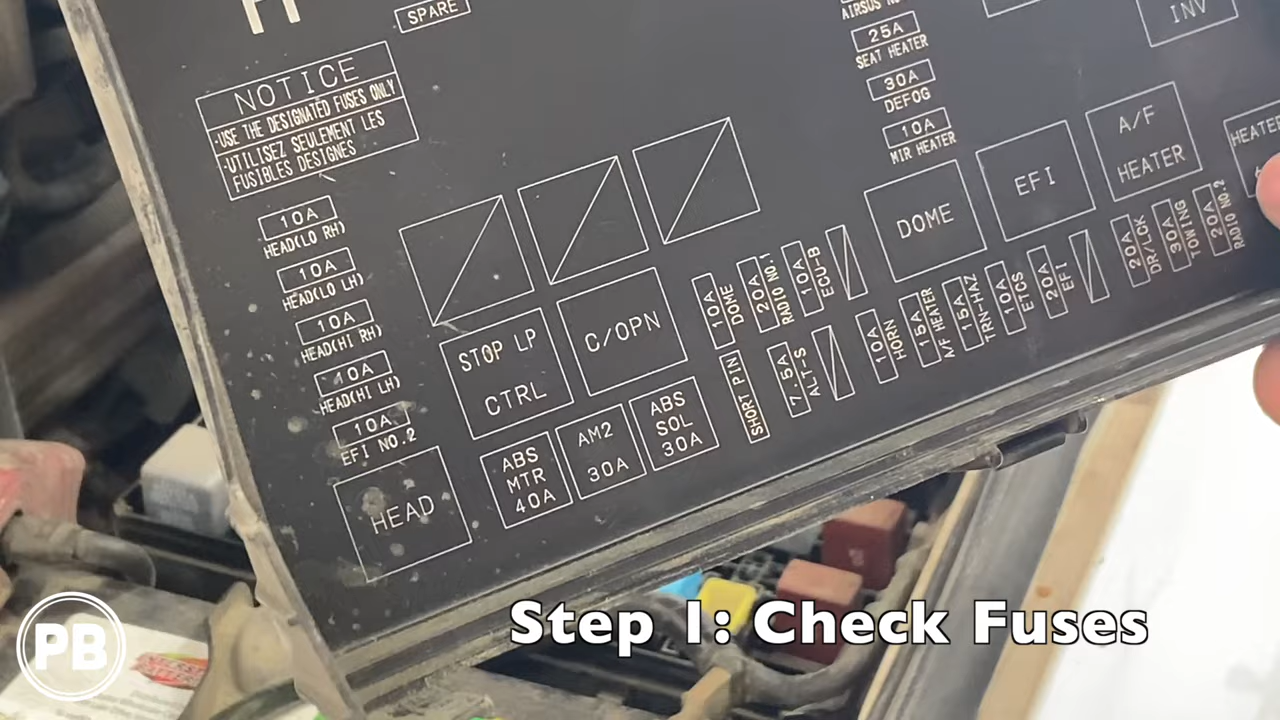 SPARE
NOTICE
·USE THE DESIGNATED FUSES ONLY
·UTILISEZ SEULEMENT LES
FUSIBLES DESIGNES
10A
HEAD(LO RH)
10A
HEAD(LO LH)
10A
HEAD(HI RH)
10A
HEAD(HI LH)
10A
EFI NO.2
HEAD
STOP LP
CTRL
C/OPN
ABS
MTR
40A
AM2
30A
ABS
SOL
30A
25A
SEAT HEATER
30A
DEFOG
10A
MIR HEATER
INV
DOME
EFI
A/F
HEATER
HEATER
10A
DOME
20A
RADIO NO.1
10A
ECU-B
SHORT PIN
7.5A
ALT-S
10A
HORN
15A
A/F HEATER
15A
TRN-HAZ
10A
ETCS
20A
EFI
20A
DR/LCK
30A
TOWING
20A
RADIO NO.2
PB
Step 1: Check Fuses